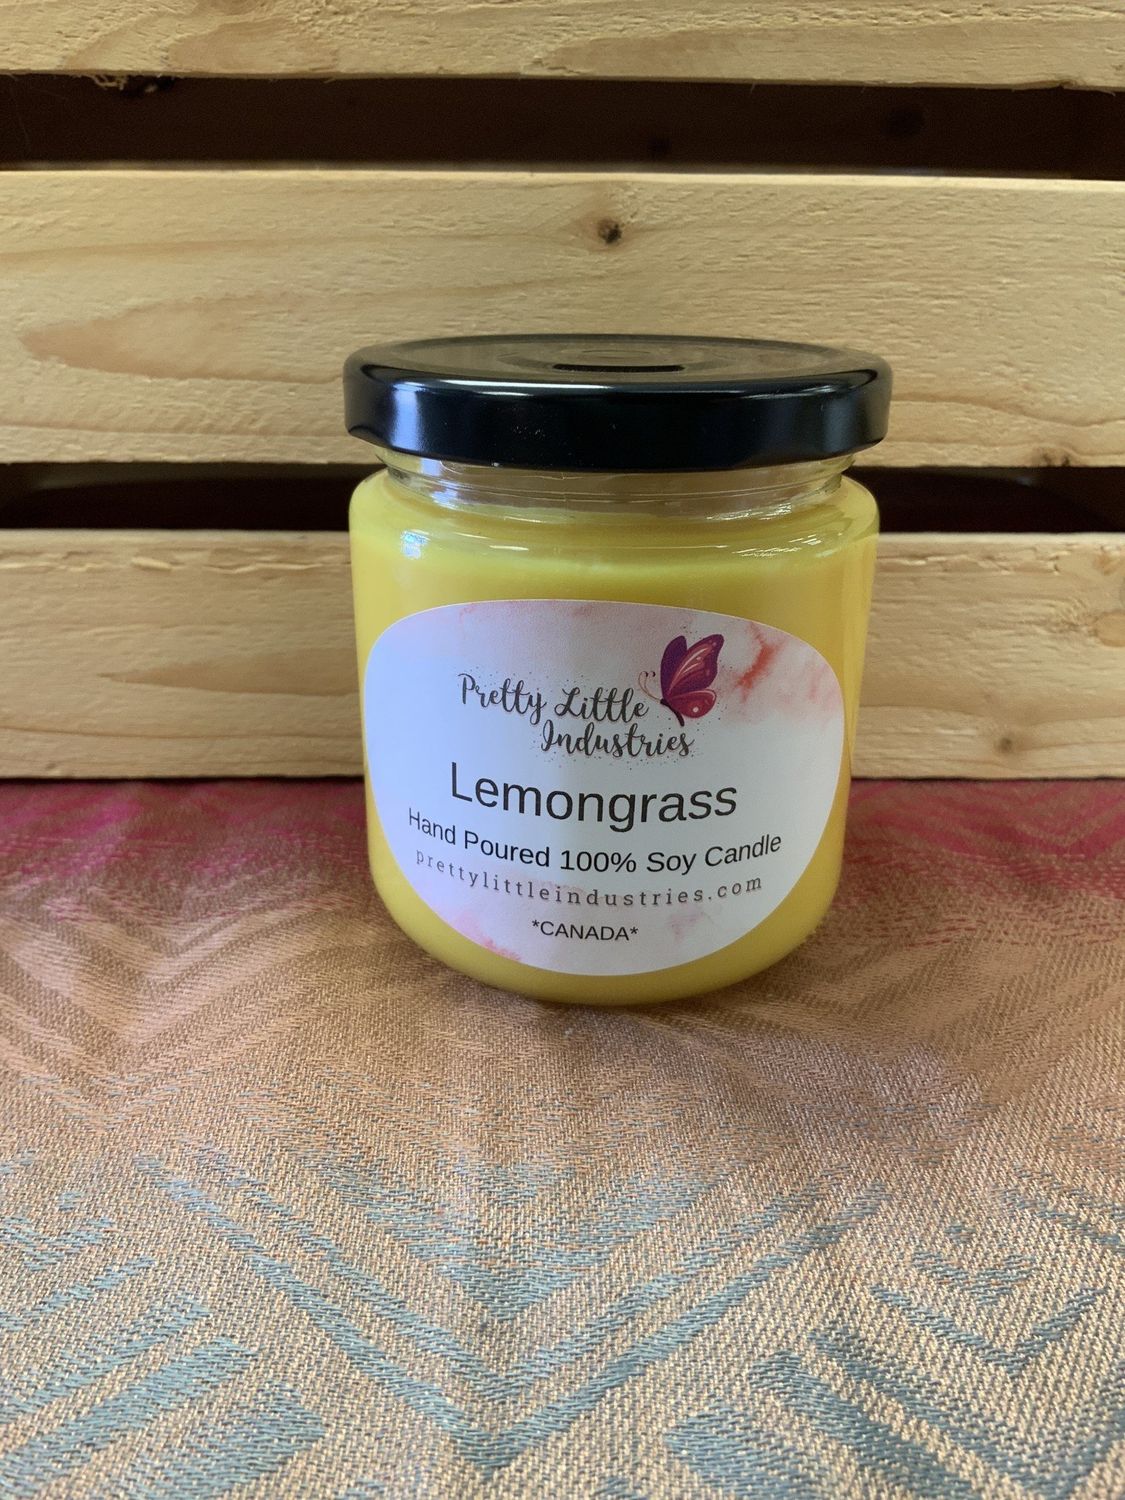 Pretty Little
Industries
Lemongrass
Hand Poured 100% Soy Candle
prettylittleindustries.com
*CANADA*